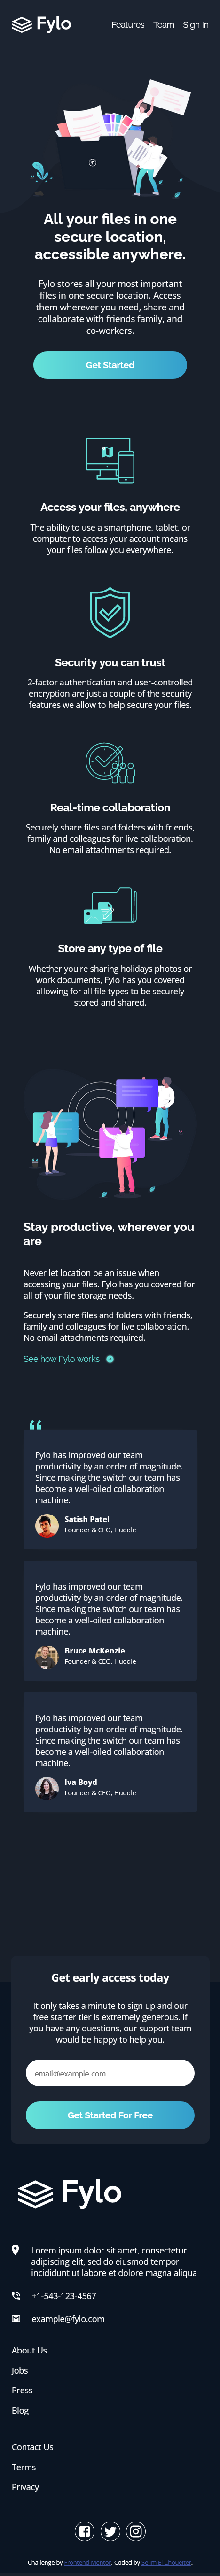 Fylo
Features Team Sign In
All your files in one
secure location,
accessible anywhere.
Fylo stores all your most important
files in one secure location. Access
them wherever you need, share and
collaborate with friends family, and
co-workers.
Get Started
Access your files, anywhere
The ability to use a smartphone, tablet, or
computer to access your account means
your files follow you everywhere.
Security you can trust
2-factor authentication and user-controlled
encryption are just a couple of the security
features we allow to help secure your files.
Real-time collaboration
Securely share files and folders with friends,
family and colleagues for live collaboration.
No email attachments required.
Store any type of file
Whether you're sharing holidays photos or
work documents, Fylo has you covered
allowing for all file types to be securely
stored and shared.
Stay productive, wherever you
are
Never let location be an issue when
accessing your files. Fylo has you covered for
all of your file storage needs.
Securely share files and folders with friends,
family and colleagues for live collaboration.
No email attachments required.
See how Fylo works
Fylo has improved our team
productivity by an order of magnitude.
Since making the switch our team has
become a well-oiled collaboration
machine.
Satish Patel
Founder & CEO, Huddle
Fylo has improved our team
productivity by an order of magnitude.
Since making the switch our team has
become a well-oiled collaboration
machine.
Bruce McKenzie
Founder & CEO, Huddle
Fylo has improved our team
productivity by an order of magnitude.
Since making the switch our team has
become a well-oiled collaboration
machine.
Iva Boyd
Founder & CEO, Huddle
Get early access today
It only takes a minute to sign up and our
free starter tier is extremely generous. If
you have any questions, our support team
would be happy to help you.
email@example.com
Get Started For Free
Fylo
Lorem ipsum dolor sit amet, consectetur
adipiscing elit, sed do eiusmod tempor
incididunt ut labore et dolore magna aliqua
+1-543-123-4567
example@fylo.com
About Us
Jobs
Press
Blog
Contact Us
Terms
Privacy
Challenge by Frontend Mentor. Coded by Selim El Chouaites.